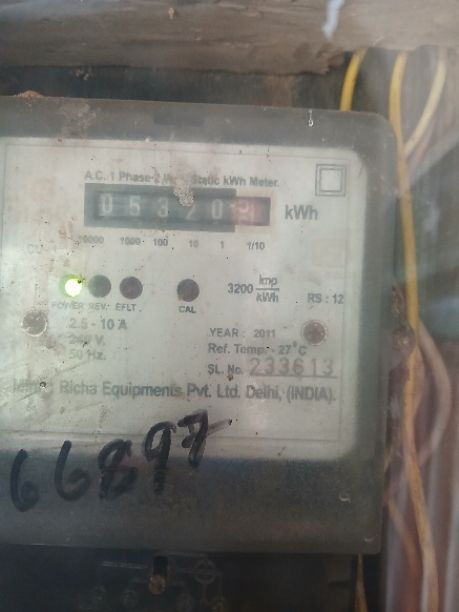 A.C. 1 Phase-2 Static kWh Meter.
0 5 3 2 0
kWh
10000 1000 100 10 1 1/10
3200 Imp/kWh
RS : 12
POWER REV. EFLT
CAL
2.5 - 10 A
240 V.
50 Hz.
YEAR : 2011
Ref. Temp. - 27°C
SL. No. 233613
Richa Equipments Pvt. Ltd. Delhi, (INDIA).
66897